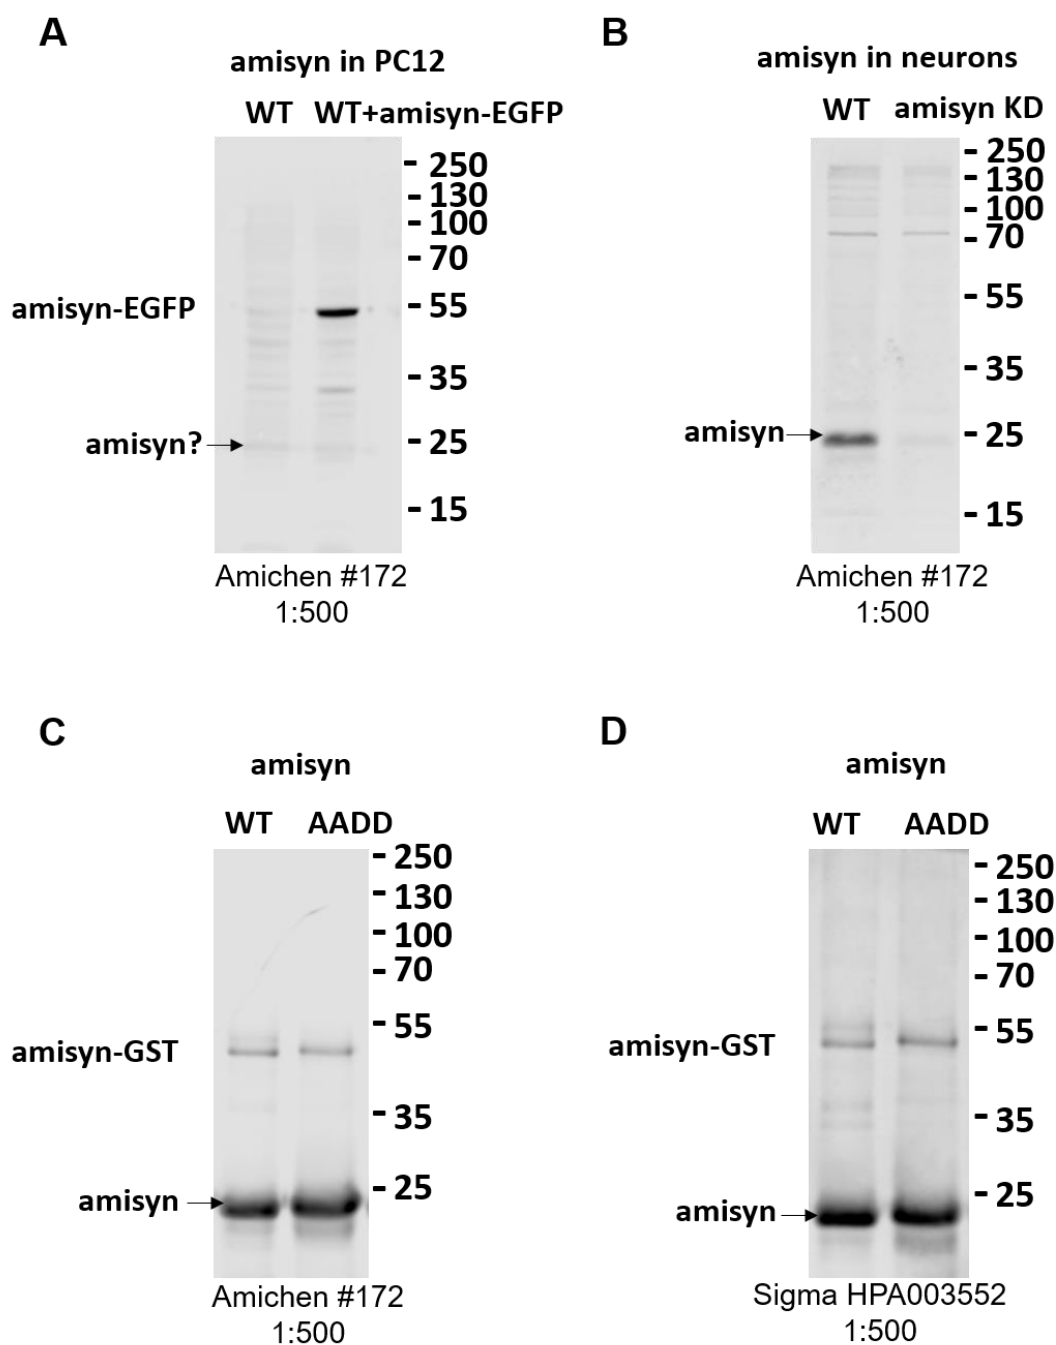 A
amisyn in PC12
WT WT+amisyn-EGFP
- 250
- 130
- 100
- 70
amisyn-EGFP
- 55
- 35
amisyn?
- 25
- 15
Amichen #172
1:500
B
amisyn in neurons
WT amisyn KD
- 250
- 130
- 100
- 70
- 55
- 35
amisyn
- 25
- 15
Amichen #172
1:500
C
amisyn
WT AADD
- 250
- 130
- 100
- 70
- 55
amisyn-GST
- 35
- 25
amisyn
Amichen #172
1:500
D
amisyn
WT AADD
- 250
- 130
- 100
- 70
- 55
amisyn-GST
- 35
- 25
amisyn
Sigma HPA003552
1:500